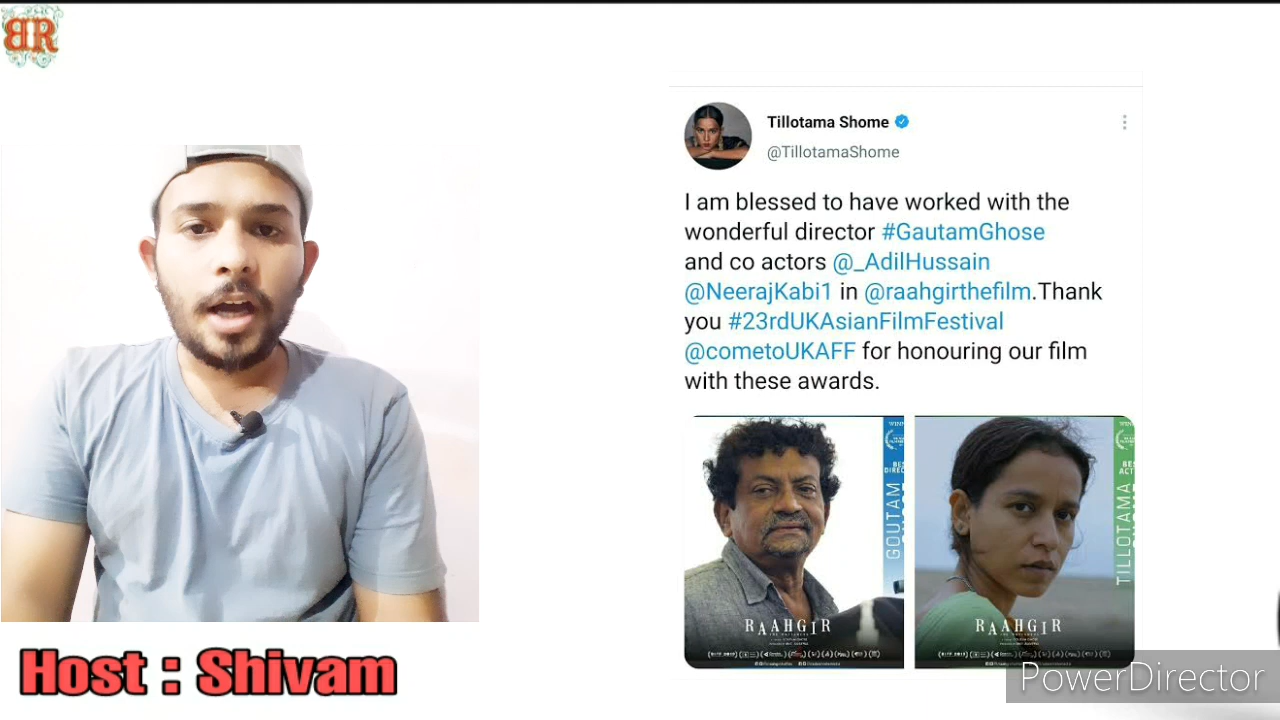 BR
Tillotama Shome
@TillotamaShome
I am blessed to have worked with the
wonderful director #GautamGhose
and co actors @_AdilHussain
@NeerajKabi1 in @raahgirthefilm.Thank
you #23rdUKAsianFilmFestival
@cometoUKAFF for honouring our film
with these awards.
GOUTAM
RAAHGIR
TILLOTAMA
RAAHGIR
Host : Shivam
PowerDirector